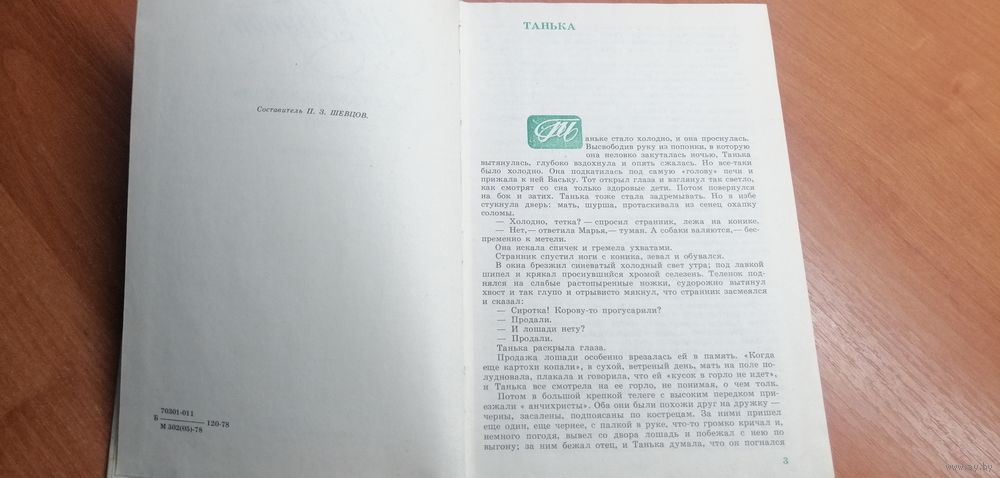 Составитель П. З. ШЕВЦОВ.
70301-011
Б ――― 120-78
М 302(05)-78
ТАНЬКА
Таньке стало холодно, и она проснулась.
Высвободив руку из попонки, в которую
она неловко закуталась ночью, Танька
вытянулась, глубоко вздохнула и опять сжалась. Но все-таки
было холодно. Она подкатилась под самую «голову» печи и
прижала к ней Ваську. Тот открыл глаза и взглянул так светло,
как смотрят со сна только здоровые дети. Потом повернулся
на бок и затих. Танька тоже стала задремывать. Но в избе
стукнула дверь: мать, шурша, протаскивала из сенец охапку
соломы.
— Холодно, тетка? — спросил странник, лежа на конике.
— Нет,— ответила Марья,— туман. А собаки валяются,— бес-
пременно к метели.
Она искала спичек и гремела ухватами.
Странник спустил ноги с коника, зевал и обувался.
В окна брезжил синеватый холодный свет утра; под лавкой
шипел и крякал проснувшийся хромой селезень. Теленок под-
нялся на слабые растопыренные ножки, судорожно вытянул
хвост и так глупо и отрывисто мякнул, что странник засмеялся
и сказал:
— Сиротка! Корову-то прогусарили?
— Продали.
— И лошади нету?
— Продали.
Танька раскрыла глаза.
Продажа лошади особенно врезалась ей в память. «Когда
еще картохи копали», в сухой, ветреный день, мать на поле по-
лудновала, плакала и говорила, что ей «кусок в горло не идет»,
и Танька все смотрела на ее горло, не понимая, о чем толк.
Потом в большой крепкой телеге с высоким передком при-
езжали « анчихристы». Оба они были похожи друг на дружку —
черны, засалены, подпоясаны по кострецам. За ними пришел
еще один, еще чернее, с палкой в руке, что-то громко кричал и,
немного погодя, вывел со двора лошадь и побежал с нею по
выгону; за ним бежал отец, и Танька думала, что он погнался
3
www.ay.by